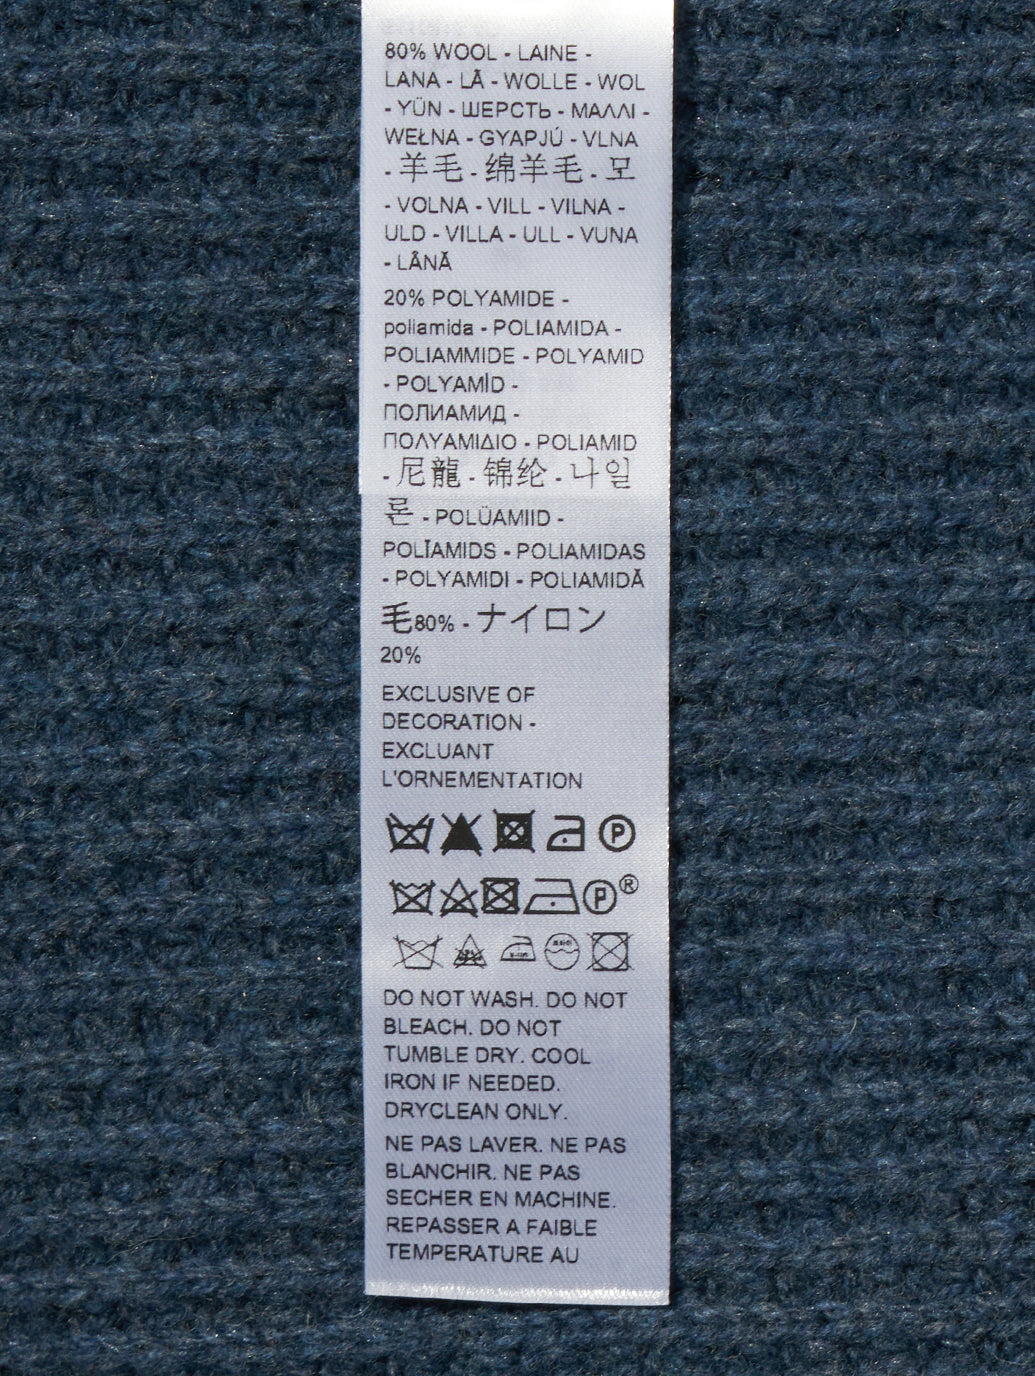 80% WOOL - LAINE -
LANA - LÃ - WOLLE - WOL
- YÜN - ШЕРСТЬ - ΜΑΛΛΙ -
WEŁNA - GYAPJÚ - VLNA
- 羊毛 - 绵羊毛 - 모
- VOLNA - VILL - VILNA -
ULD - VILLA - ULL - VUNA
- LÂNĂ
20% POLYAMIDE -
poliamida - POLIAMIDA -
POLIAMMIDE - POLYAMID
- POLYAMİD -
ПОЛИАМИД -
ΠΟΛΥΑΜΙΔΙΟ - POLIAMID
- 尼龍 - 锦纶 - 나일
론 - POLÜAMIID -
POLĪAMIDS - POLIAMIDAS
- POLYAMIDI - POLIAMIDĂ
毛80% - ナイロン
20%
EXCLUSIVE OF
DECORATION -
EXCLUANT
L'ORNEMENTATION
P
P ®
DO NOT WASH. DO NOT
BLEACH. DO NOT
TUMBLE DRY. COOL
IRON IF NEEDED.
DRYCLEAN ONLY.
NE PAS LAVER. NE PAS
BLANCHIR. NE PAS
SECHER EN MACHINE.
REPASSER A FAIBLE
TEMPERATURE AU